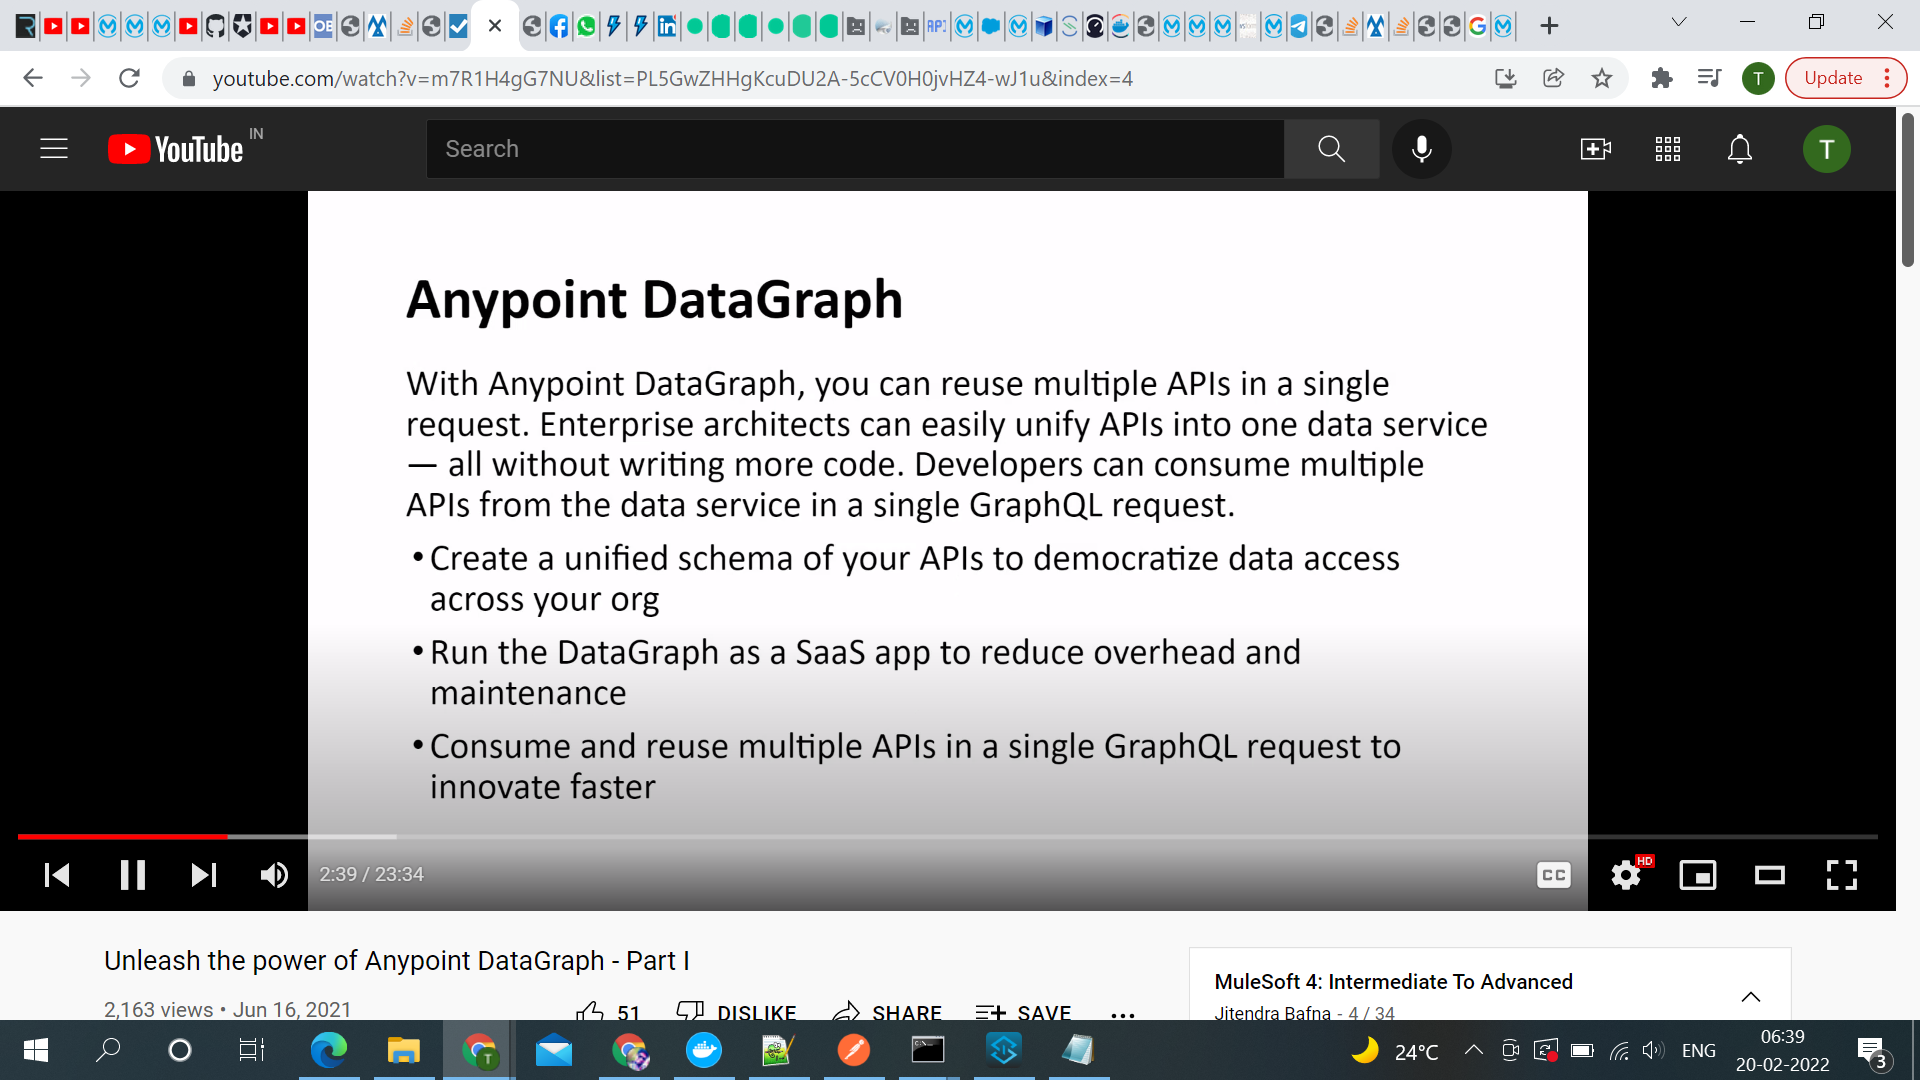 youtube.com/watch?v=m7R1H4gG7NU&list=PL5GwZHHgKcuDU2A-5cCV0H0jvHZ4-wJ1u&index=4
T
Update
YouTube IN
Search
T
Anypoint DataGraph
With Anypoint DataGraph, you can reuse multiple APIs in a single
request. Enterprise architects can easily unify APIs into one data service
— all without writing more code. Developers can consume multiple
APIs from the data service in a single GraphQL request.
• Create a unified schema of your APIs to democratize data access
across your org
• Run the DataGraph as a SaaS app to reduce overhead and
maintenance
• Consume and reuse multiple APIs in a single GraphQL request to
innovate faster
2:39 / 23:34
CC
HD
Unleash the power of Anypoint DataGraph - Part I
2,163 views • Jun 16, 2021
51 DISLIKE SHARE SAVE
MuleSoft 4: Intermediate To Advanced
Jitendra Bafna - 4 / 34
T
24°C
ENG
06:39
20-02-2022
3